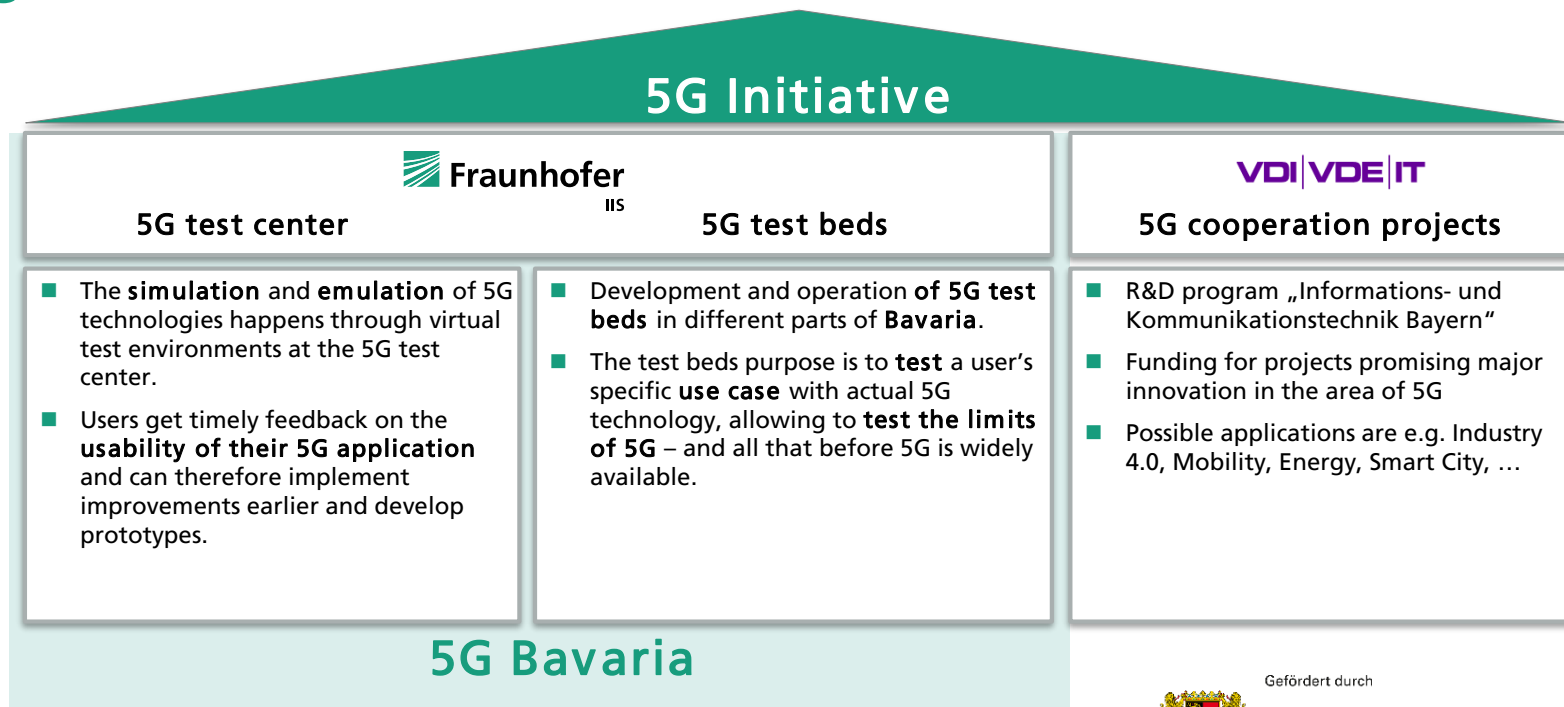 5G Initiative
Fraunhofer
IIS
5G test center
5G test beds
VDI|VDE|IT
5G cooperation projects
The simulation and emulation of 5G
technologies happens through virtual
test environments at the 5G test
center.
Users get timely feedback on the
usability of their 5G application
and can therefore implement
improvements earlier and develop
prototypes.
Development and operation of 5G test
beds in different parts of Bavaria.
The test beds purpose is to test a user's
specific use case with actual 5G
technology, allowing to test the limits
of 5G – and all that before 5G is widely
available.
R&D program „Informations- und
Kommunikationstechnik Bayern"
Funding for projects promising major
innovation in the area of 5G
Possible applications are e.g. Industry
4.0, Mobility, Energy, Smart City, …
5G Bavaria
Gefördert durch